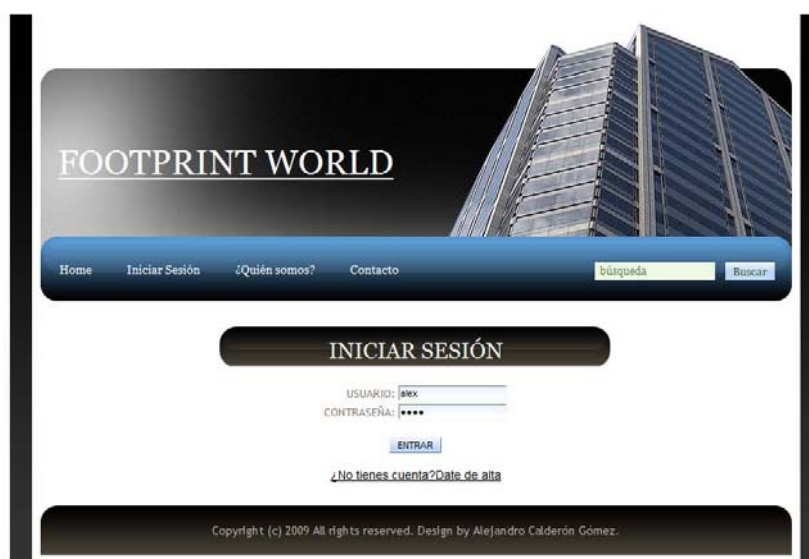 FOOTPRINT WORLD
Home Iniciar Sesión ¿Quién somos? Contacto búsqueda Buscar
INICIAR SESIÓN
USUARIO: alex
CONTRASEÑA: ●●●●
ENTRAR
¿No tienes cuenta?Date de alta
Copyright (c) 2009 All rights reserved. Design by Alejandro Calderón Gómez.